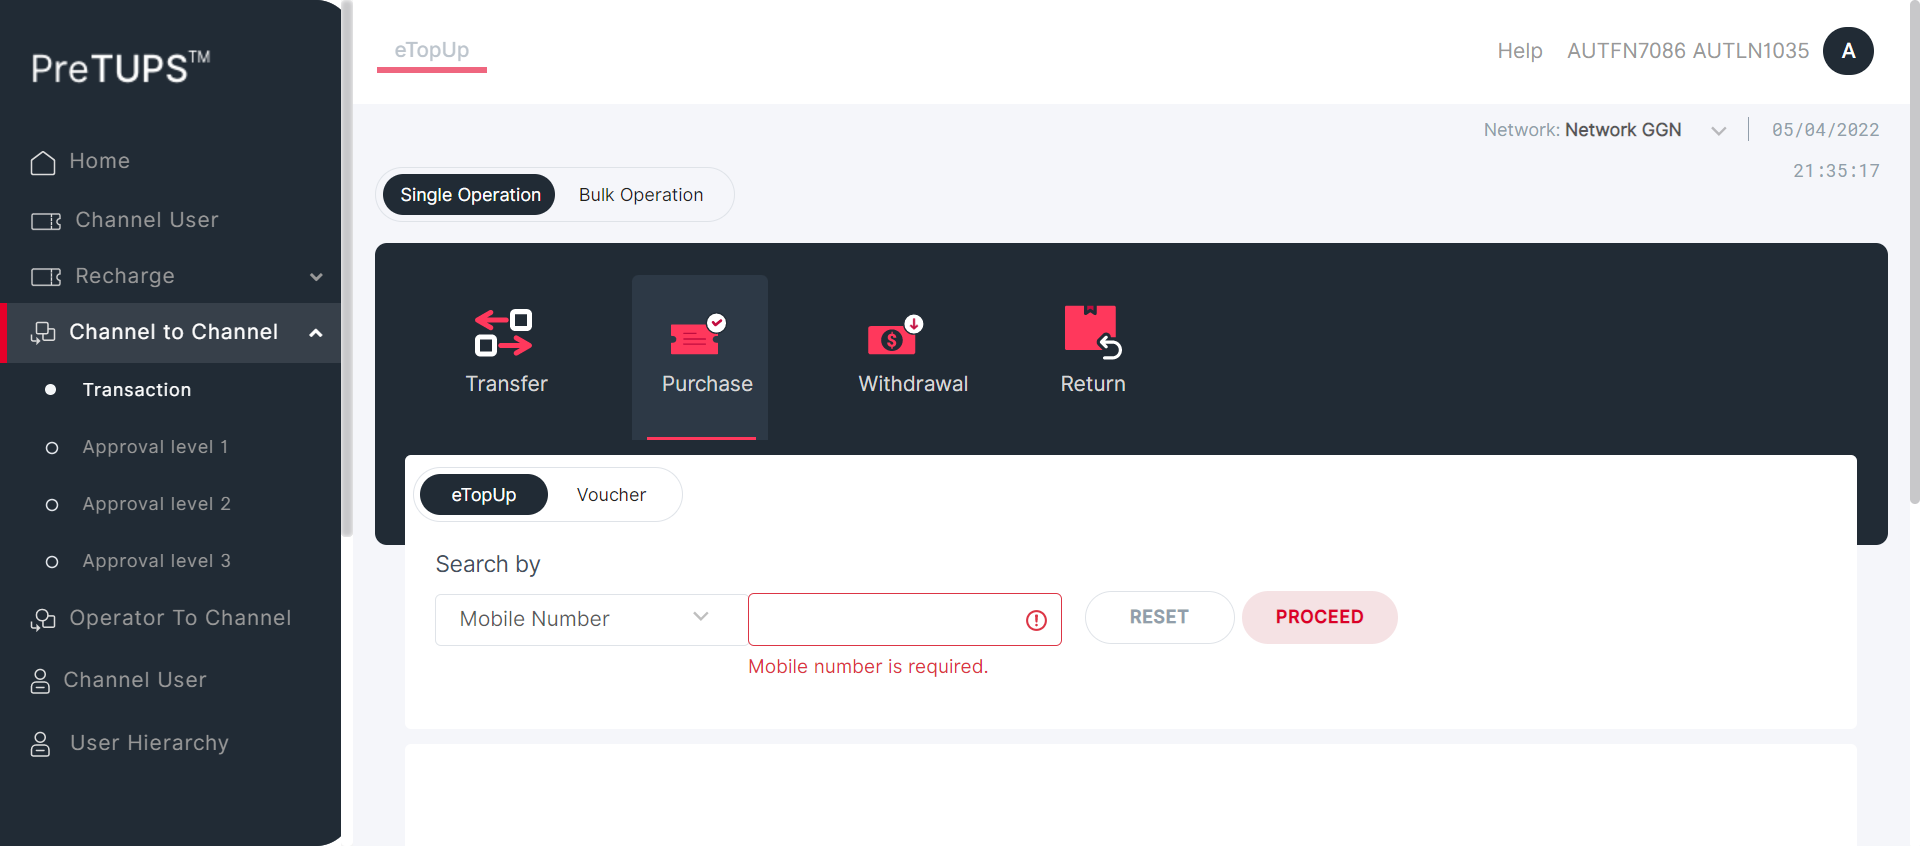 PreTUPS™
Home
Channel User
Recharge
Channel to Channel
Transaction
Approval level 1
Approval level 2
Approval level 3
Operator To Channel
Channel User
User Hierarchy
eTopUp
Help AUTFN7086 AUTLN1035 A
Network: Network GGN 05/04/2022
21:35:17
Single Operation Bulk Operation
Transfer Purchase Withdrawal Return
eTopUp Voucher
Search by
Mobile Number RESET PROCEED
Mobile number is required.